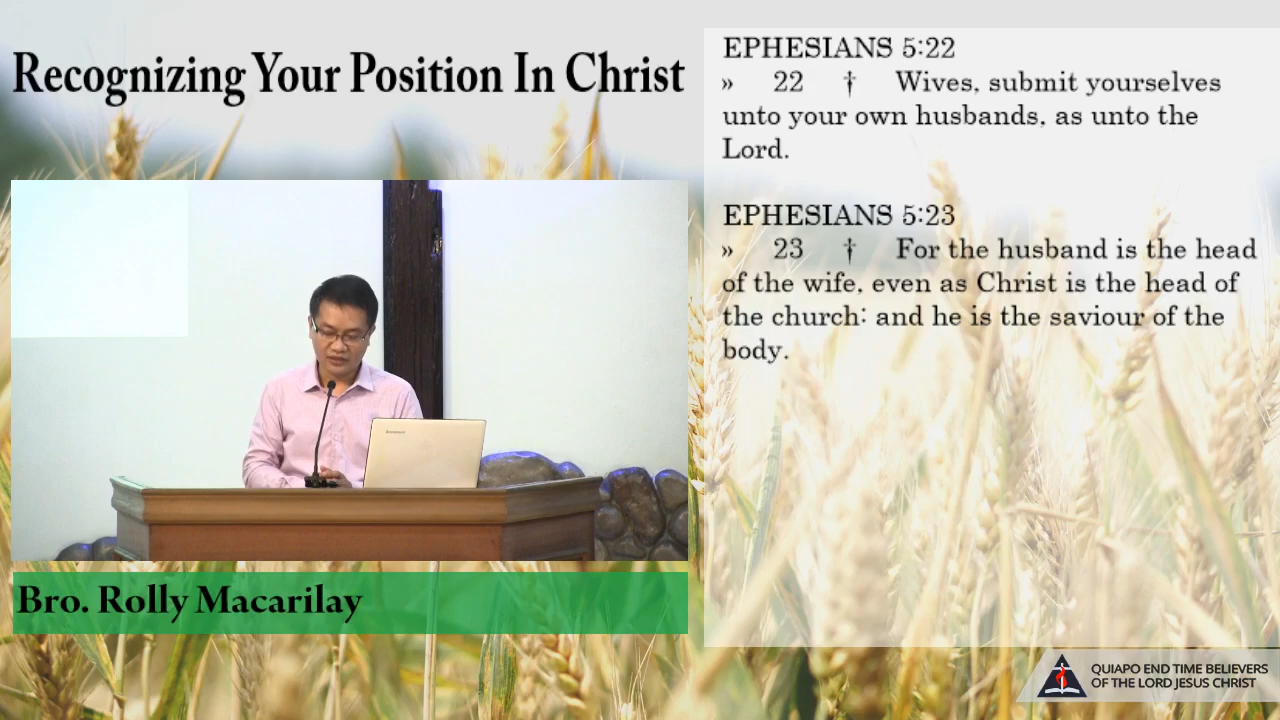 Recognizing Your Position In Christ
EPHESIANS 5:22
» 22 † Wives, submit yourselves
unto your own husbands, as unto the
Lord.
EPHESIANS 5:23
» 23 † For the husband is the head
of the wife, even as Christ is the head of
the church: and he is the saviour of the
body.
Bro. Rolly Macarilay
QUIAPO END TIME BELIEVERS
OF THE LORD JESUS CHRIST